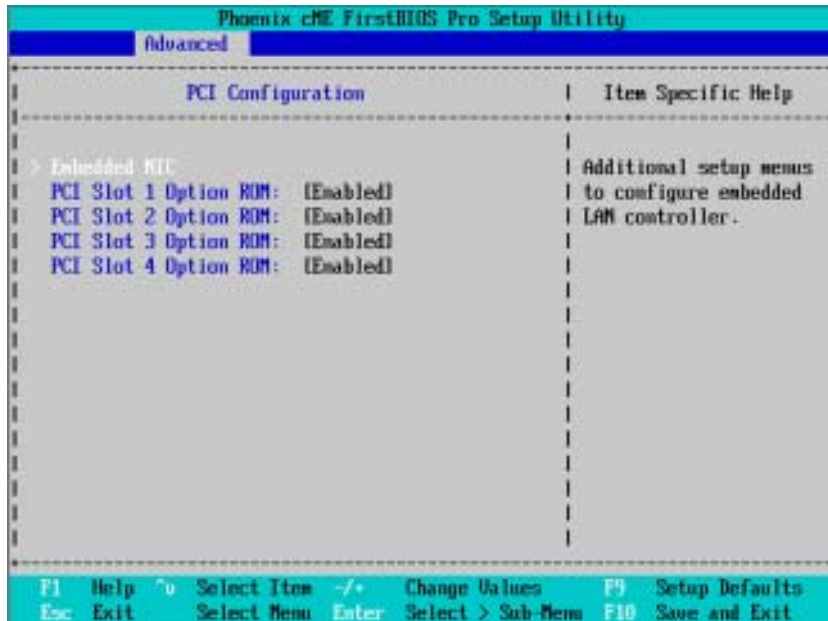 Phoenix cME FirstBIOS Pro Setup Utility
Advanced
PCI Configuration
Item Specific Help
> Embedded NIC
PCI Slot 1 Option ROM: [Enabled]
PCI Slot 2 Option ROM: [Enabled]
PCI Slot 3 Option ROM: [Enabled]
PCI Slot 4 Option ROM: [Enabled]
Additional setup menus
to configure embedded
LAN controller.
F1 Help ^v Select Item -/+ Change Values F9 Setup Defaults
Esc Exit Select Menu Enter Select > Sub-Menu F10 Save and Exit